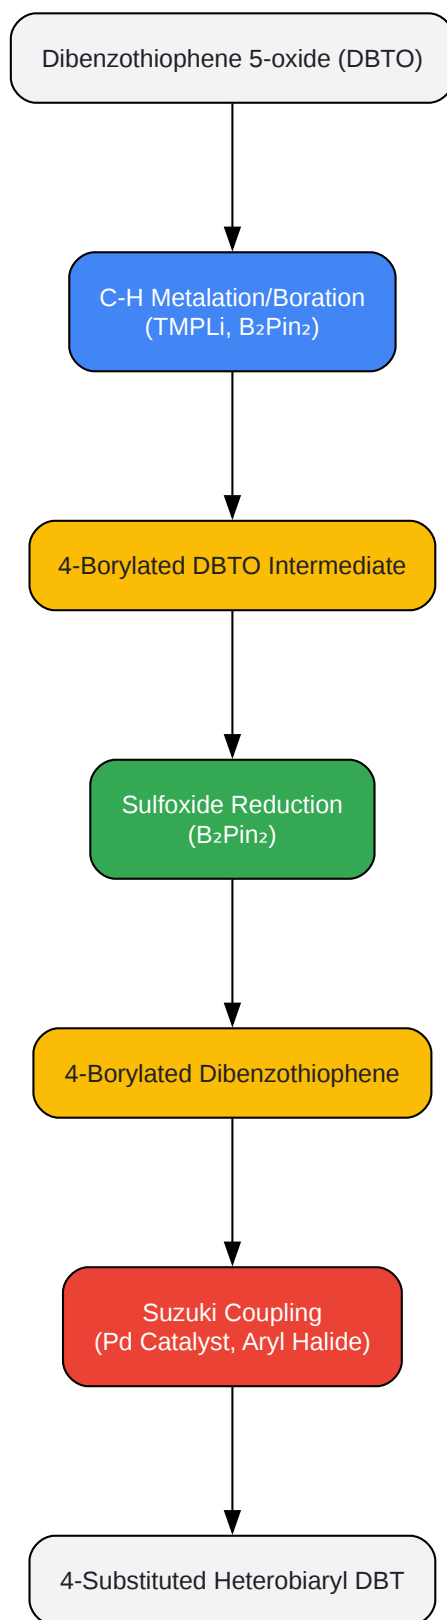 Dibenzothiophene 5-oxide (DBTO)
C-H Metalation/Boration
(TMPLi, B₂Pin₂)
4-Borylated DBTO Intermediate
Sulfoxide Reduction
(B₂Pin₂)
4-Borylated Dibenzothiophene
Suzuki Coupling
(Pd Catalyst, Aryl Halide)
4-Substituted Heterobiaryl DBT